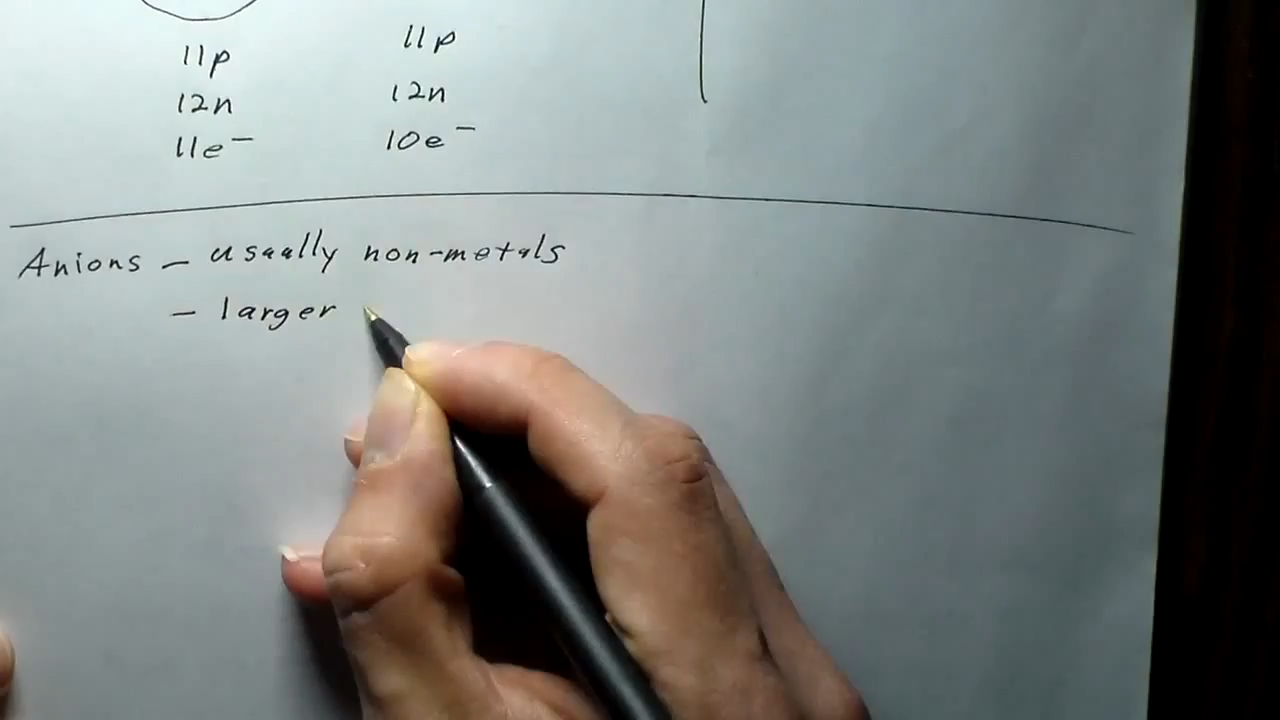 11p 11p
12n 12n
11e⁻ 10e⁻
Anions - usually non-metals
- larger